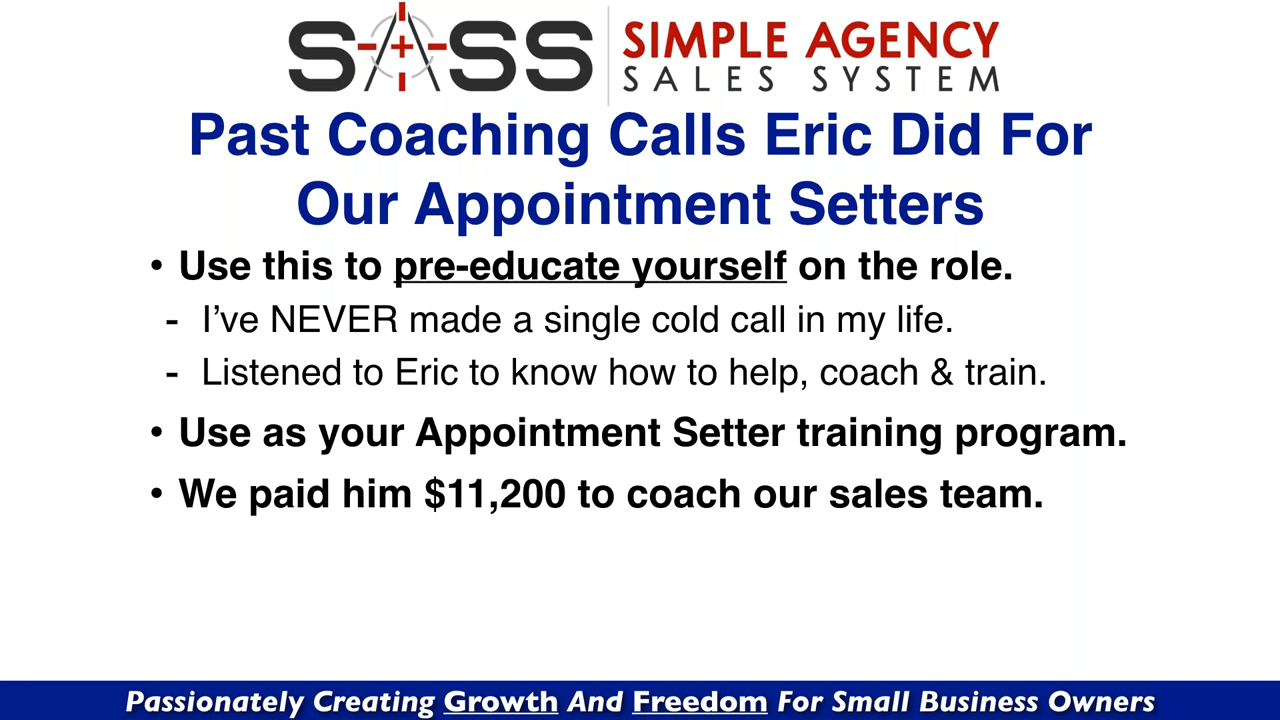 SASS SIMPLE AGENCY
SALES SYSTEM
Past Coaching Calls Eric Did For
Our Appointment Setters
• Use this to pre-educate yourself on the role.
- I’ve NEVER made a single cold call in my life.
- Listened to Eric to know how to help, coach & train.
• Use as your Appointment Setter training program.
• We paid him $11,200 to coach our sales team.
Passionately Creating Growth And Freedom For Small Business Owners